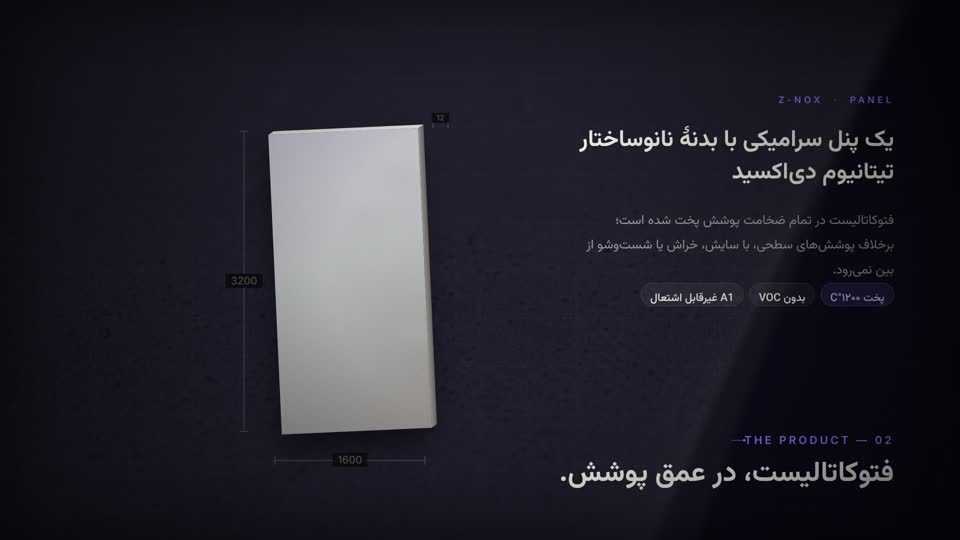 Z-NOX · PANEL
یک پنل سرامیکی با بدنهٔ نانوساختار
تیتانیوم دی‌اکسید
فتوکاتالیست در تمام ضخامت پوشش پخت شده است؛
برخلاف پوشش‌های سطحی، با سایش، خراش یا شست‌وشو از
بین نمی‌رود.
پخت ۱۲۰۰°C
بدون VOC
A1 غیرقابل اشتعال
12
3200
1600
THE PRODUCT — 02
فتوکاتالیست، در عمق پوشش.